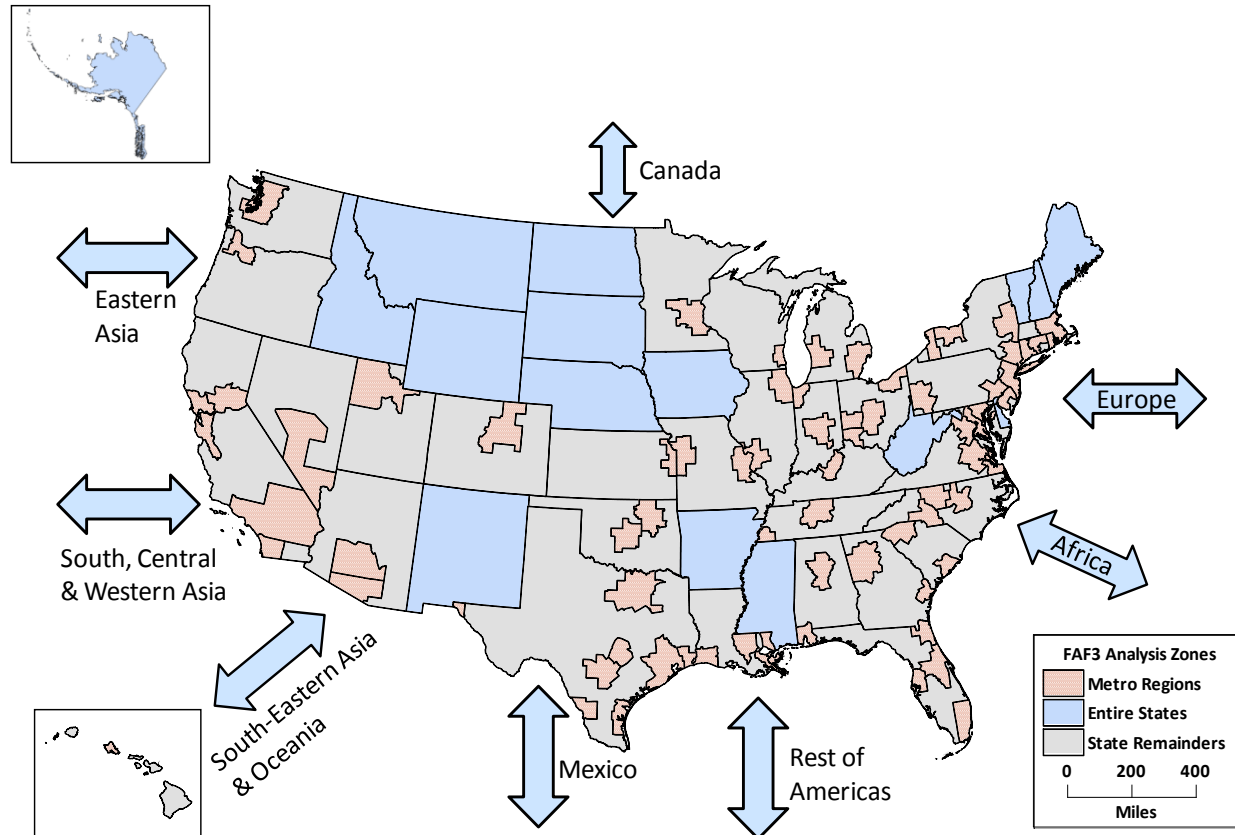 Canada
Eastern
Asia
Europe
South, Central
& Western Asia
Africa
South-Eastern Asia
& Oceania
Mexico
Rest of
Americas
FAF3 Analysis Zones
Metro Regions
Entire States
State Remainders
0 200 400
Miles